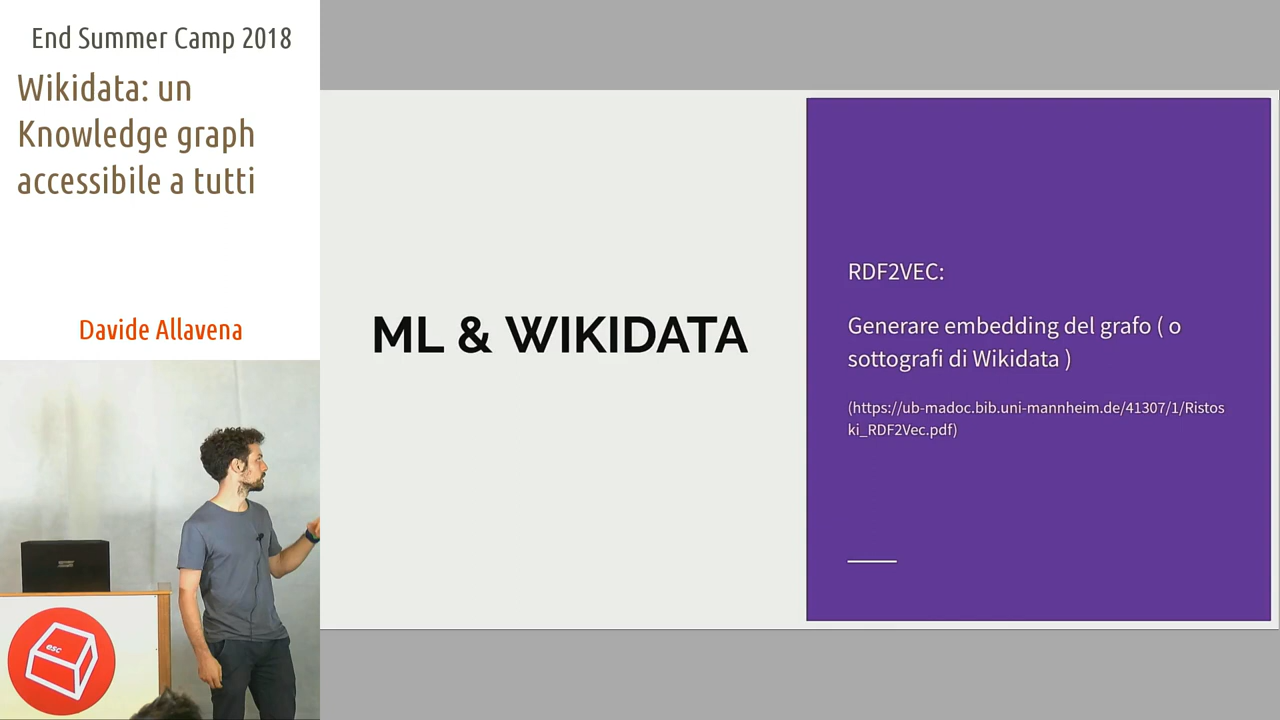 End Summer Camp 2018
Wikidata: un
Knowledge graph
accessibile a tutti
Davide Allavena
esc
ML & WIKIDATA
RDF2VEC:
Generare embedding del grafo ( o
sottografi di Wikidata )
(https://ub-madoc.bib.uni-mannheim.de/41307/1/Ristos
ki_RDF2Vec.pdf)